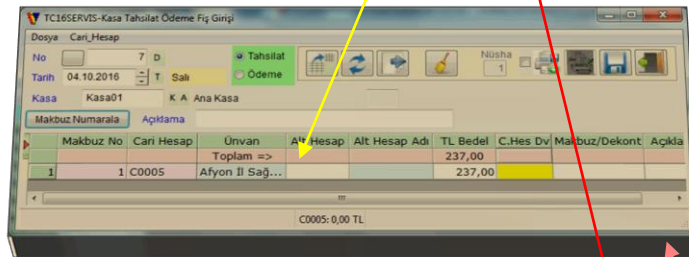 TC16SERVIS-Kasa Tahsilat Ödeme Fiş Girişi
Dosya Cari_Hesap
No 7 D Tahsilat Nüsha
1
Tarih 04.10.2016 T Salı Ödeme
Kasa Kasa01 K A Ana Kasa
Makbuz Numarala Açıklama
Makbuz No Cari Hesap Ünvan Alt Hesap Alt Hesap Adı TL Bedel C.Hes Dv Makbuz/Dekont Açıkla
Toplam => 237,00
1 1 C0005 Afyon İl Sağ... 237,00
C0005: 0,00 TL